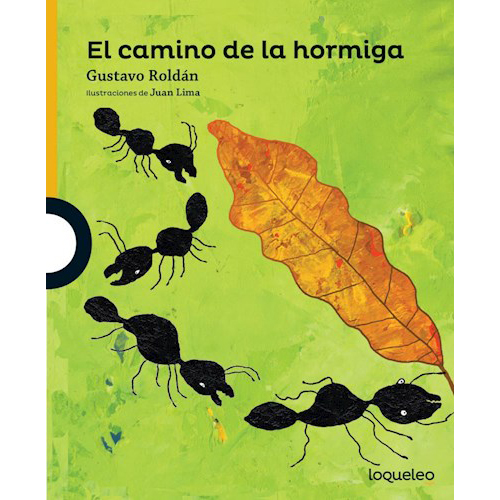 El camino de la hormiga
Gustavo Roldán
Ilustraciones de Juan Lima
loqueleo